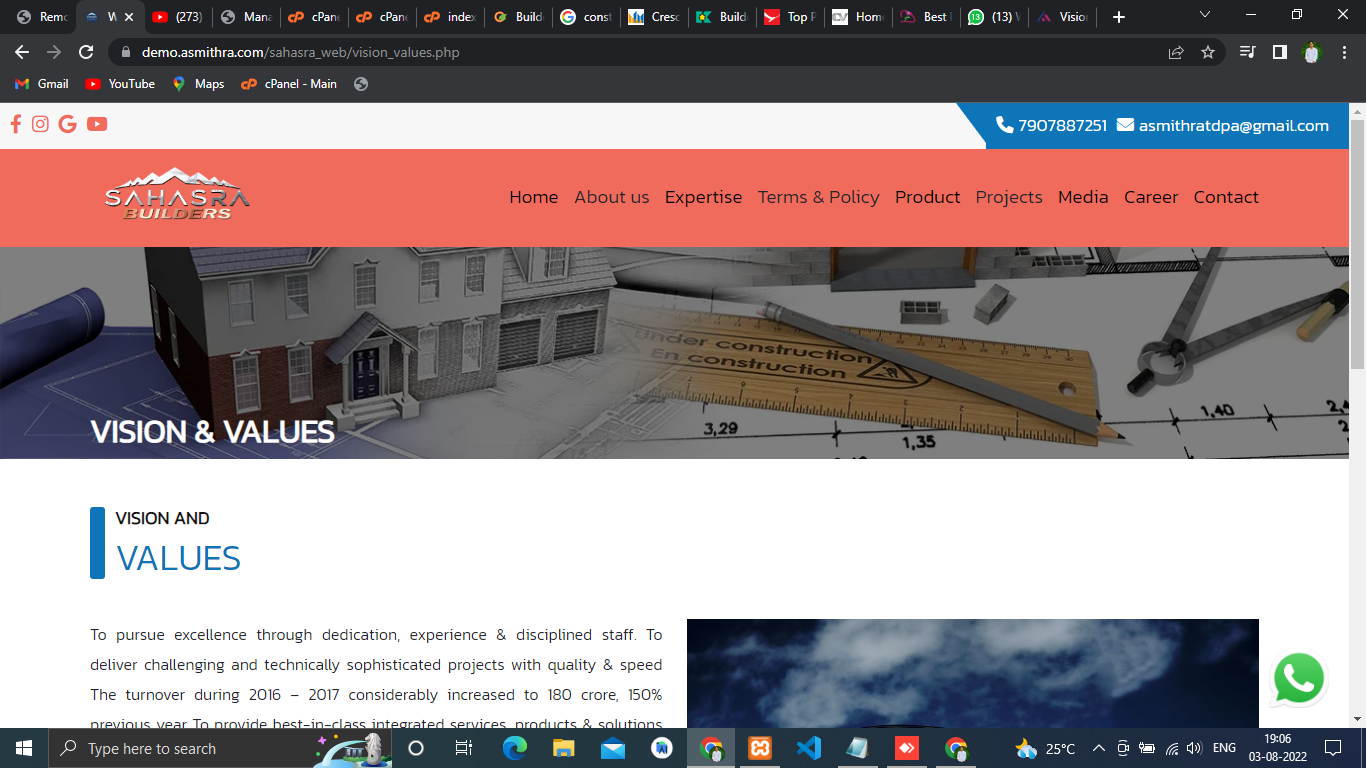 Remo
W
(273)
Mana
cPane
cPane
index
Build
const
Cresc
Build
Top P
Home
Best
(13) W
Vision
demo.asmithra.com/sahasra_web/vision_values.php
Gmail
YouTube
Maps
cPanel - Main
7907887251 asmithratdpa@gmail.com
SAHASRA
BUILDERS
Home About us Expertise Terms & Policy Product Projects Media Career Contact
Under construction
En construction
3,29
1,35
1,40
VISION & VALUES
VISION AND
VALUES
To pursue excellence through dedication, experience & disciplined staff. To
deliver challenging and technically sophisticated projects with quality & speed
The turnover during 2016 – 2017 considerably increased to 180 crore, 150%
previous year To provide best-in-class integrated services, products & solutions
Type here to search
25°C
ENG
19:06
03-08-2022